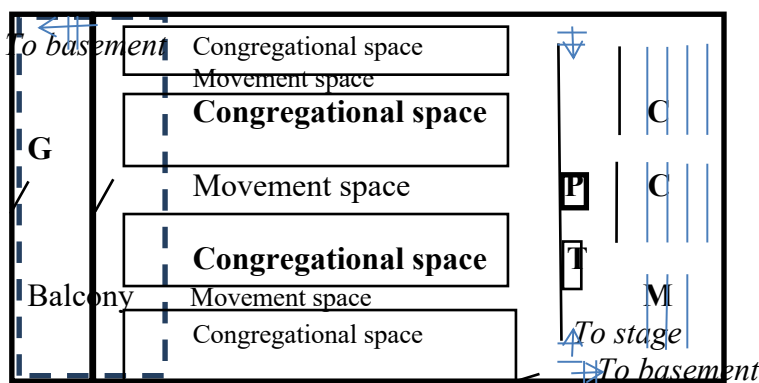 To basement
Congregational space
Movement space
Congregational space
C
G
Movement space
P
C
Congregational space
T
Balcony
Movement space
M
Congregational space
To stage
To basement